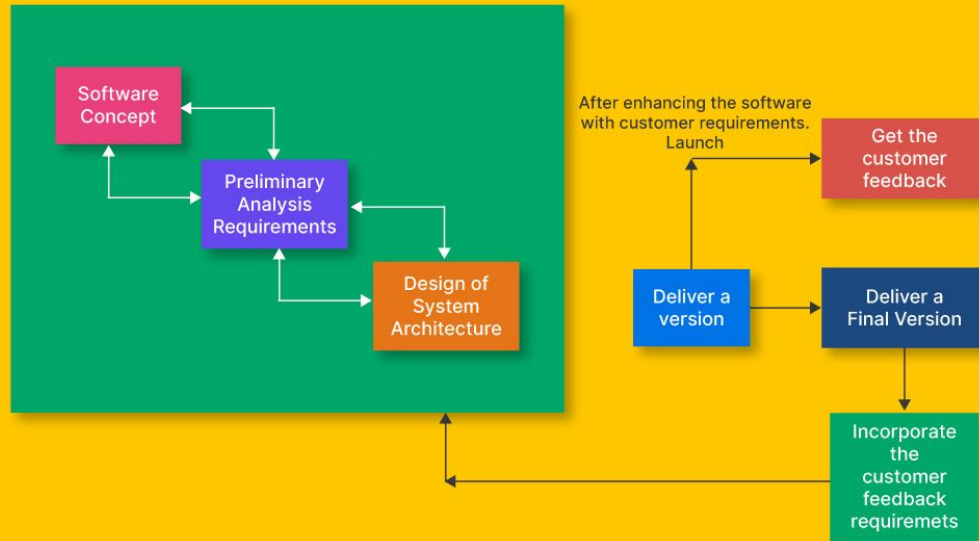 Software
Concept
Preliminary
Analysis
Requirements
Design of
System
Architecture
After enhancing the software
with customer requirements.
Launch
Get the
customer
feedback
Deliver a
version
Deliver a
Final Version
Incorporate
the
customer
feedback
requiremets